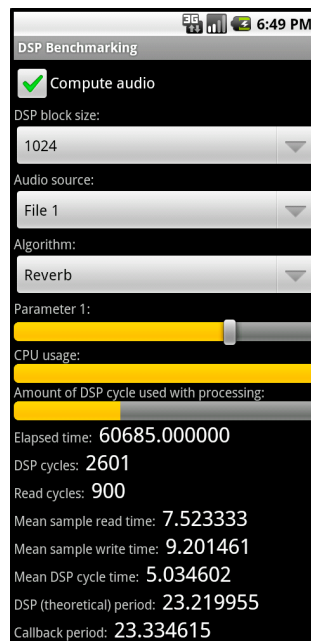 3G 6:49 PM
DSP Benchmarking
Compute audio
DSP block size:
1024
Audio source:
File 1
Algorithm:
Reverb
Parameter 1:
CPU usage:
Amount of DSP cycle used with processing:
Elapsed time: 60685.000000
DSP cycles: 2601
Read cycles: 900
Mean sample read time: 7.523333
Mean sample write time: 9.201461
Mean DSP cycle time: 5.034602
DSP (theoretical) period: 23.219955
Callback period: 23.334615